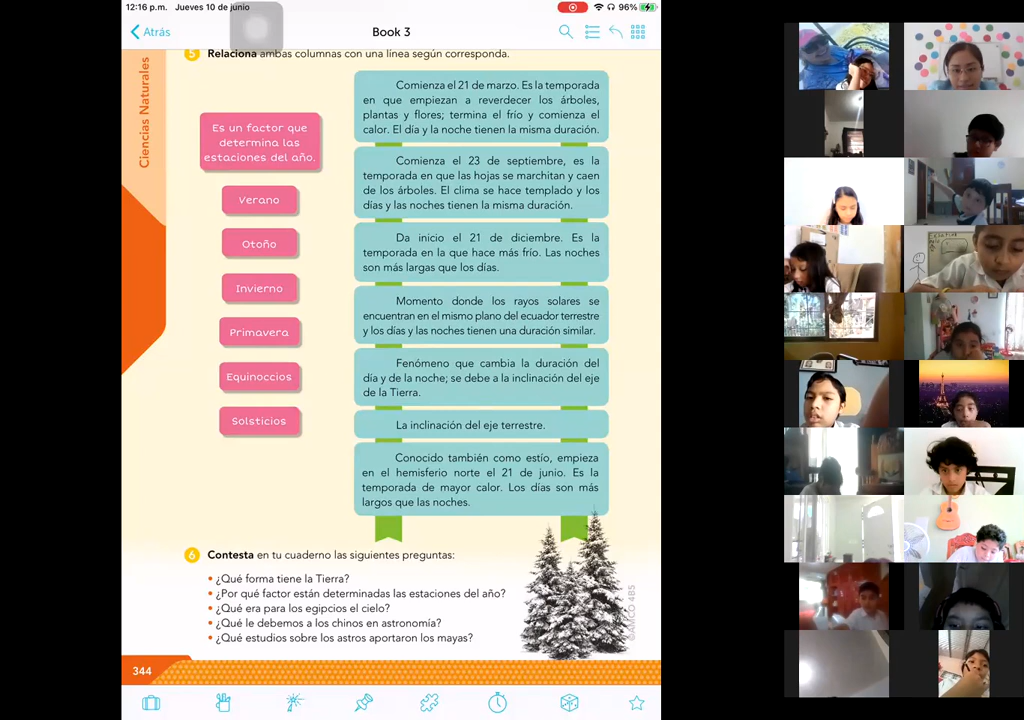 12:16 p.m. Jueves 10 de junio
96%
Atrás
Book 3
Ciencias Naturales
5 Relaciona ambas columnas con una línea según corresponda.
Es un factor que
determina las
estaciones del año.
Verano
Otoño
Invierno
Primavera
Equinoccios
Solsticios
Comienza el 21 de marzo. Es la temporada
en que empiezan a reverdecer los árboles,
plantas y flores; termina el frío y comienza el
calor. El día y la noche tienen la misma duración.
Comienza el 23 de septiembre, es la
temporada en que las hojas se marchitan y caen
de los árboles. El clima se hace templado y los
días y las noches tienen la misma duración.
Da inicio el 21 de diciembre. Es la
temporada en la que hace más frío. Las noches
son más largas que los días.
Momento donde los rayos solares se
encuentran en el mismo plano del ecuador terrestre
y los días y las noches tienen una duración similar.
Fenómeno que cambia la duración del
día y de la noche; se debe a la inclinación del eje
de la Tierra.
La inclinación del eje terrestre.
Conocido también como estío, empieza
en el hemisferio norte el 21 de junio. Es la
temporada de mayor calor. Los días son más
largos que las noches.
6 Contesta en tu cuaderno las siguientes preguntas:
• ¿Qué forma tiene la Tierra?
• ¿Por qué factor están determinadas las estaciones del año?
• ¿Qué era para los egipcios el cielo?
• ¿Qué le debemos a los chinos en astronomía?
• ¿Qué estudios sobre los astros aportaron los mayas?
©AMCO 4B5
344